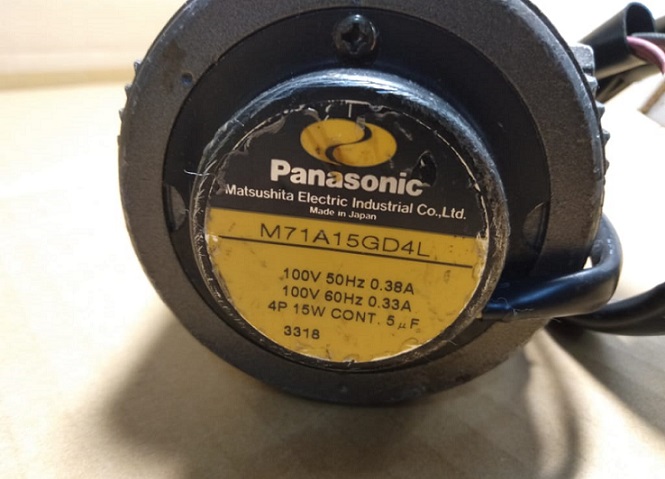 Panasonic
Matsushita Electric Industrial Co.,Ltd.
Made in Japan
M71A15GD4L
100V 50Hz 0.38A
100V 60Hz 0.33A
4P 15W CONT. 5μF
3318